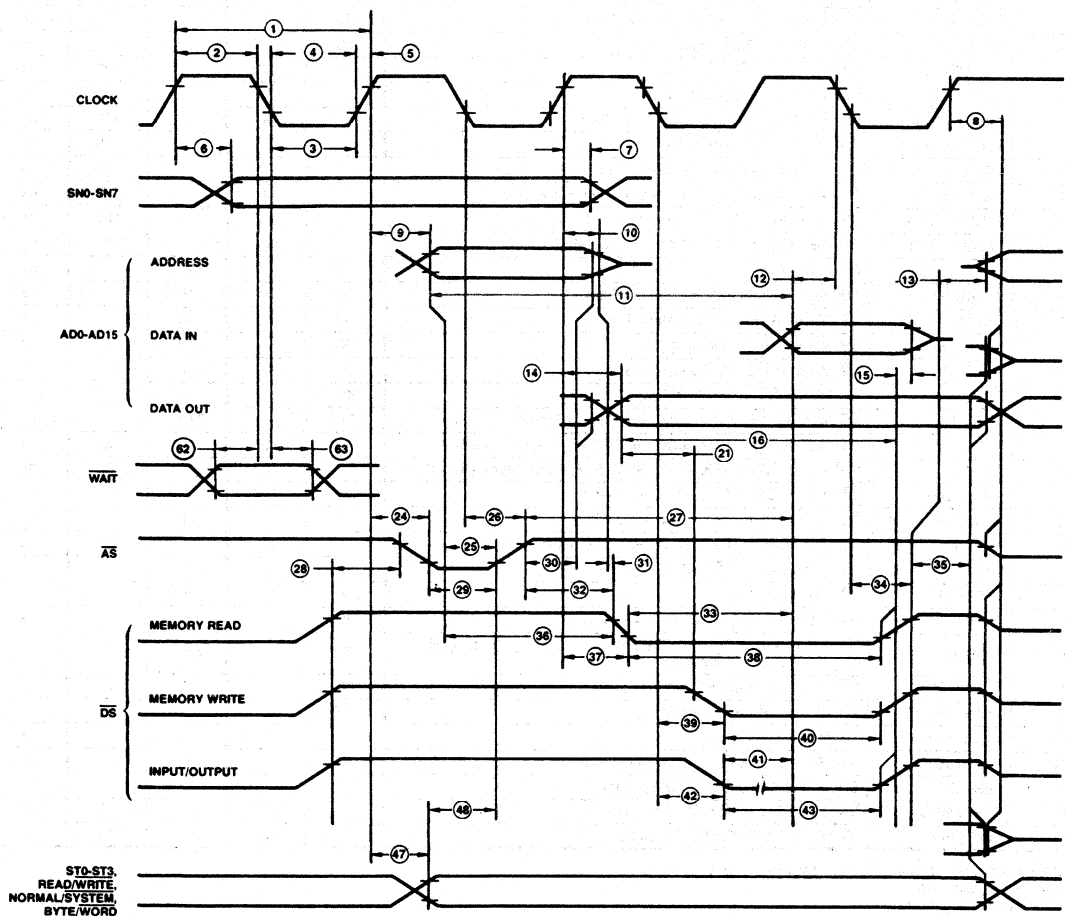 1
2
4
5
CLOCK
8
6
3
7
SN0-SN7
9
10
ADDRESS
12
13
11
AD0-AD15
DATA IN
14
15
DATA OUT
16
62
63
21
WAIT
24
26
27
AS
25
28
30
31
35
29
32
34
MEMORY READ
33
36
37
38
MEMORY WRITE
DS
39
40
41
INPUT/OUTPUT
42
43
48
47
ST0-ST3,
READ/WRITE,
NORMAL/SYSTEM,
BYTE/WORD